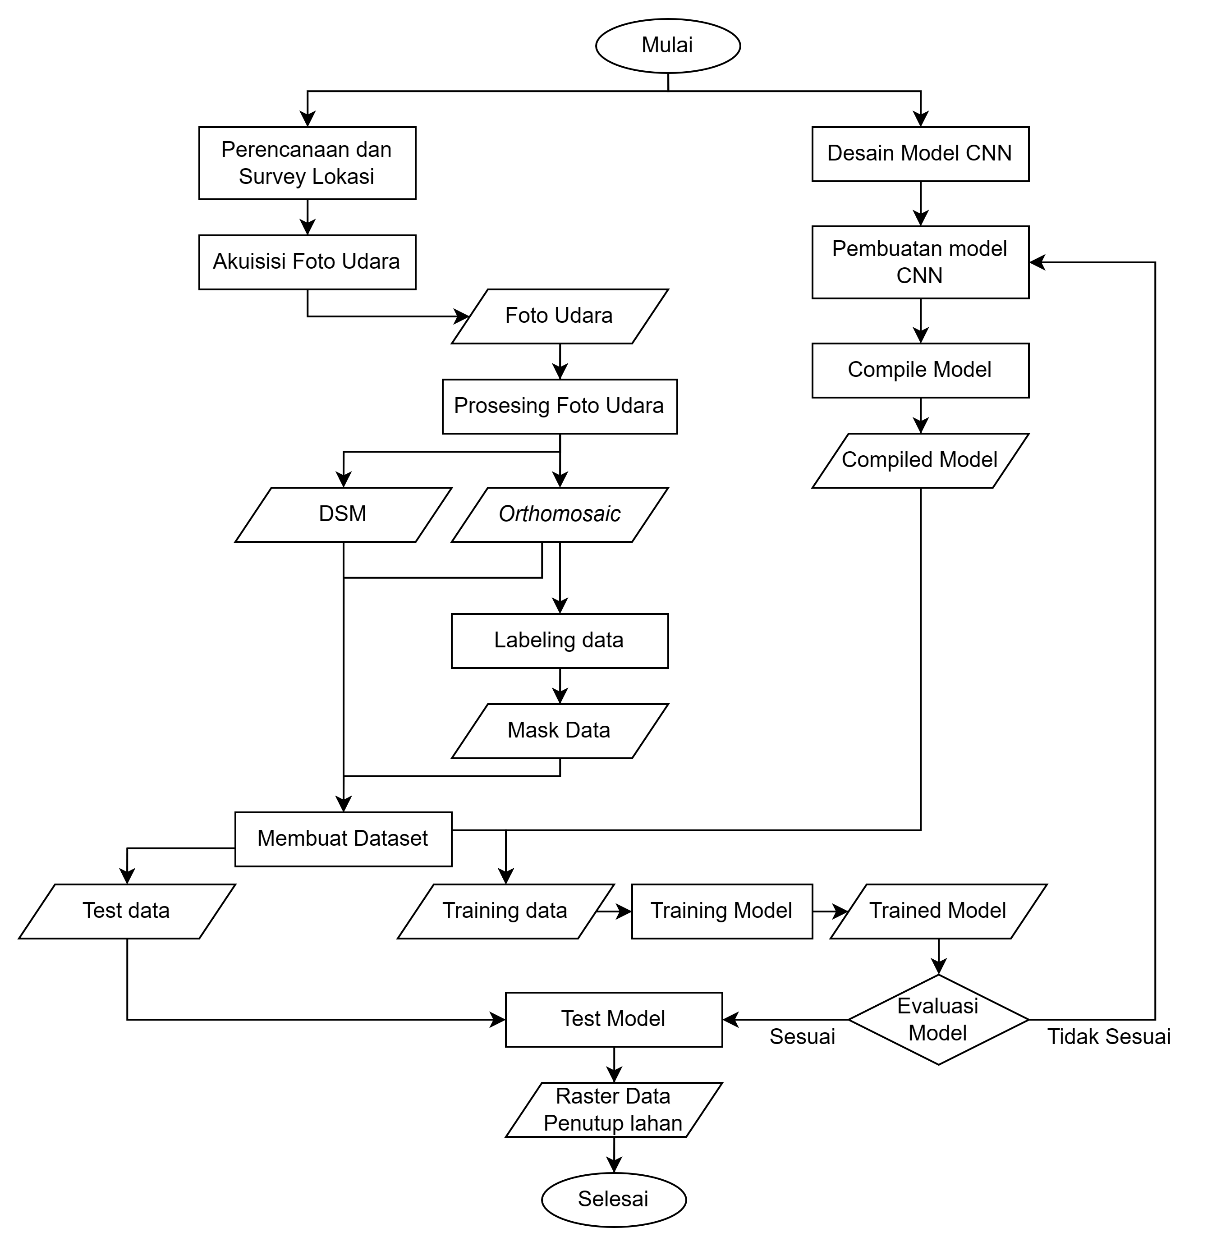 Mulai
Perencanaan dan
Survey Lokasi
Desain Model CNN
Akuisisi Foto Udara
Pembuatan model
CNN
Foto Udara
Compile Model
Prosesing Foto Udara
Compiled Model
DSM
Orthomosaic
Labeling data
Mask Data
Membuat Dataset
Test data
Training data
Training Model
Trained Model
Evaluasi
Model
Test Model
Sesuai
Tidak Sesuai
Raster Data
Penutup lahan
Selesai